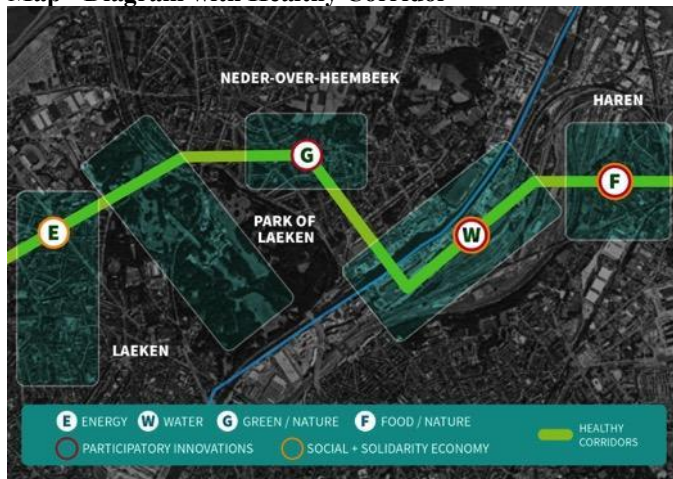 Map - Diagram with Healthy Corridor
NEDER-OVER-HEEMBEEK
HAREN
G
F
E
PARK OF
LAEKEN
W
LAEKEN
E ENERGY W WATER G GREEN / NATURE F FOOD / NATURE
HEALTHY
CORRIDORS
PARTICIPATORY INNOVATIONS SOCIAL + SOLIDARITY ECONOMY